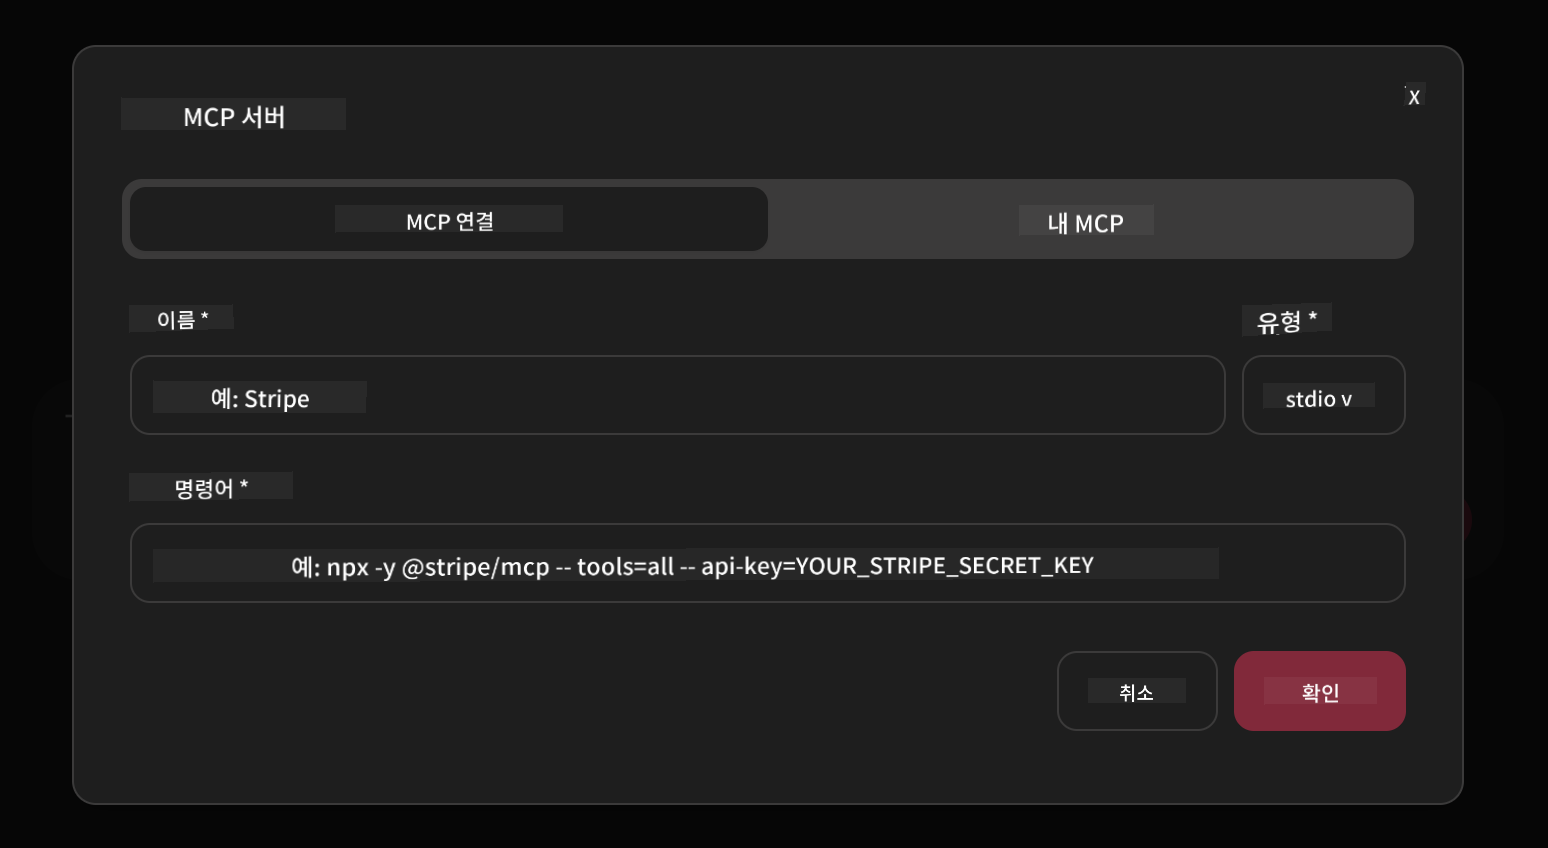 MCP 서버
X
MCP 연결
내 MCP
이름 *
유형 *
예: Stripe
stdio v
명령어 *
예: npx -y @stripe/mcp -- tools=all -- api-key=YOUR_STRIPE_SECRET_KEY
취소
확인